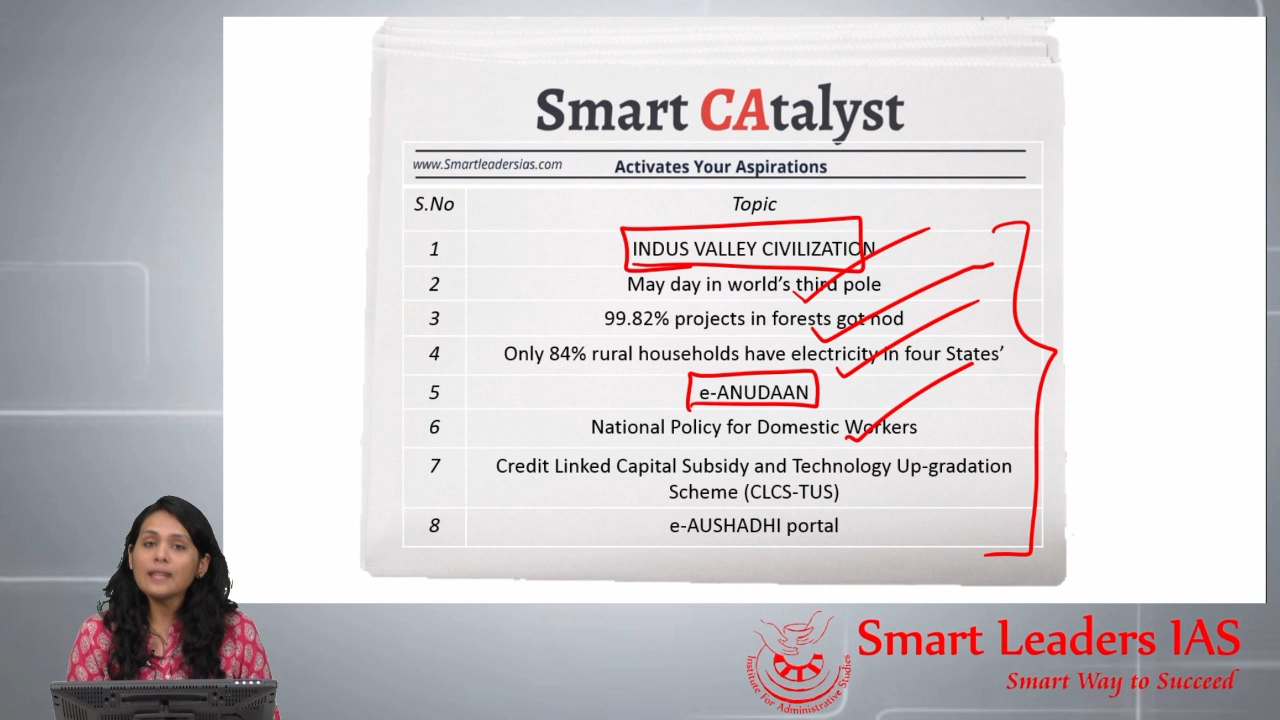 Smart CAtalyst
www.Smartleadersias.com Activates Your Aspirations
S.No Topic
1 INDUS VALLEY CIVILIZATION
2 May day in world’s third pole
3 99.82% projects in forests got nod
4 Only 84% rural households have electricity in four States’
5 e-ANUDAAN
6 National Policy for Domestic Workers
7 Credit Linked Capital Subsidy and Technology Up-gradation
Scheme (CLCS-TUS)
8 e-AUSHADHI portal
Smart Leaders IAS
Smart Way to Succeed
Institute For Administrative Studies